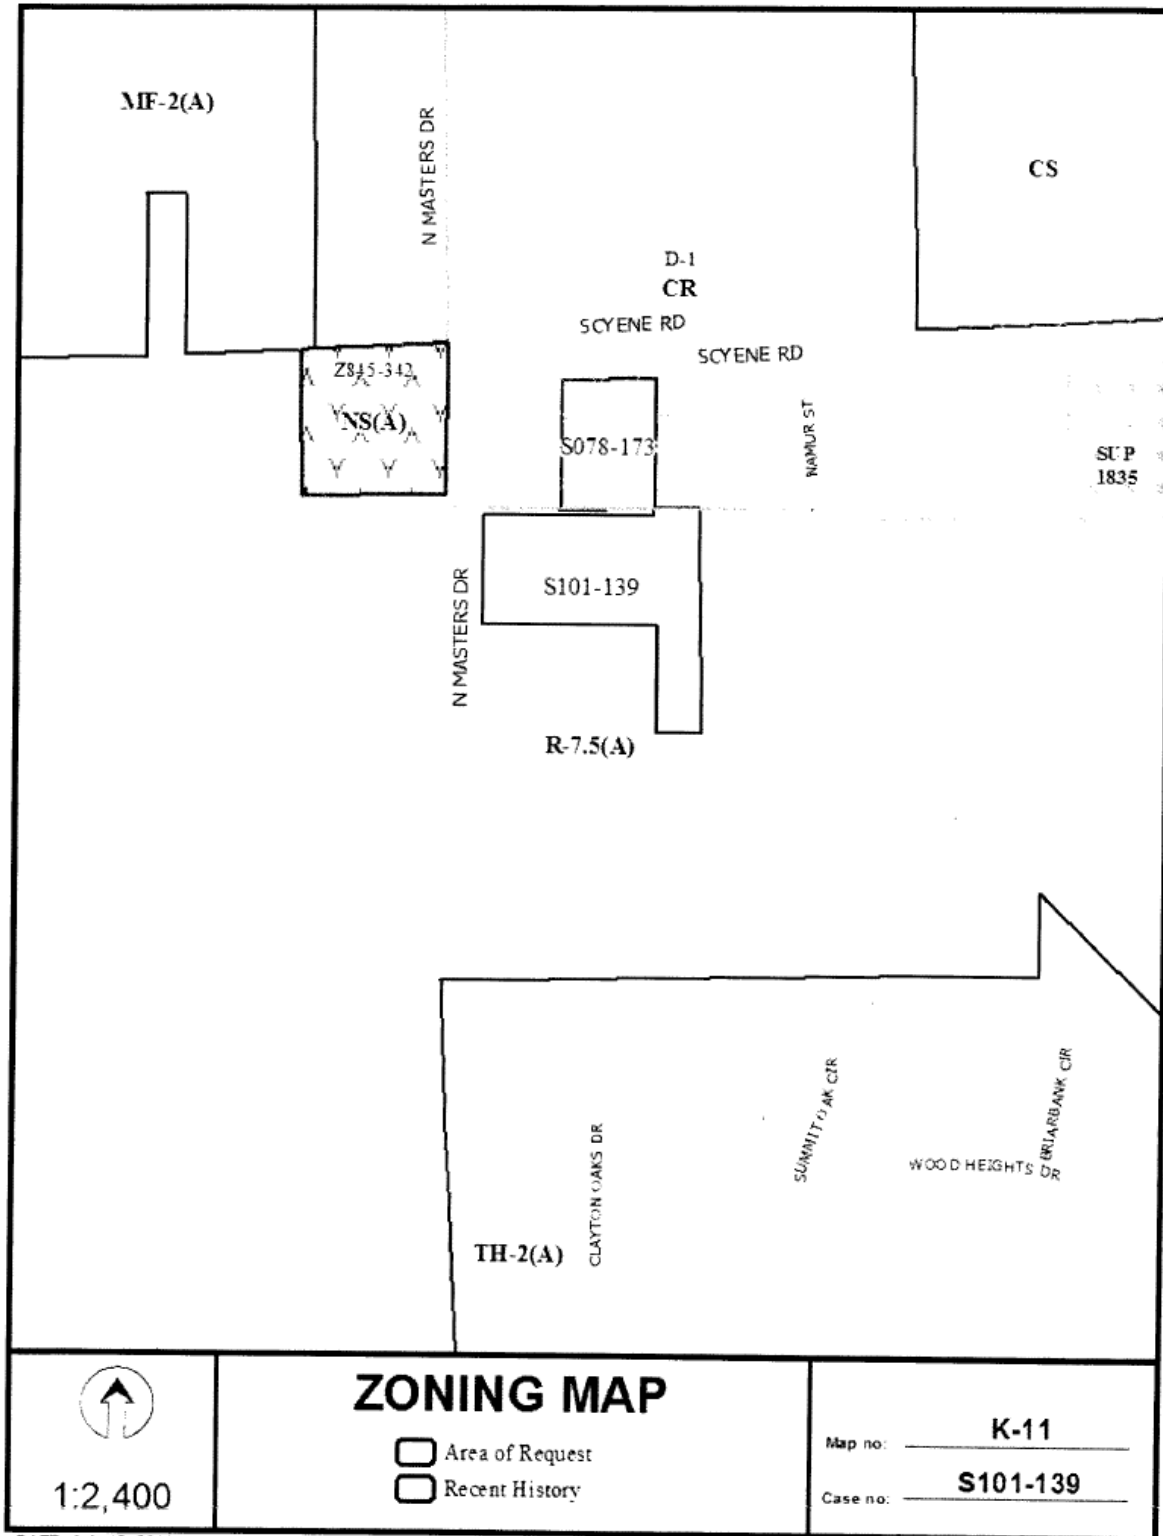 MF-2(A)
N MASTERS DR
CS
D-1
CR
SCYENE RD
SCYENE RD
Z845-342
NS(A)
S078-173
NAMUR ST
SUP
1835
S101-139
N MASTERS DR
R-7.5(A)
SUMMIT OAK CIR
BRIARBANK CIR
CLAYTON OAKS DR
WOOD HEIGHTS DR
TH-2(A)
ZONING MAP
Area of Request
Recent History
1:2,400
Map no: K-11
Case no: S101-139